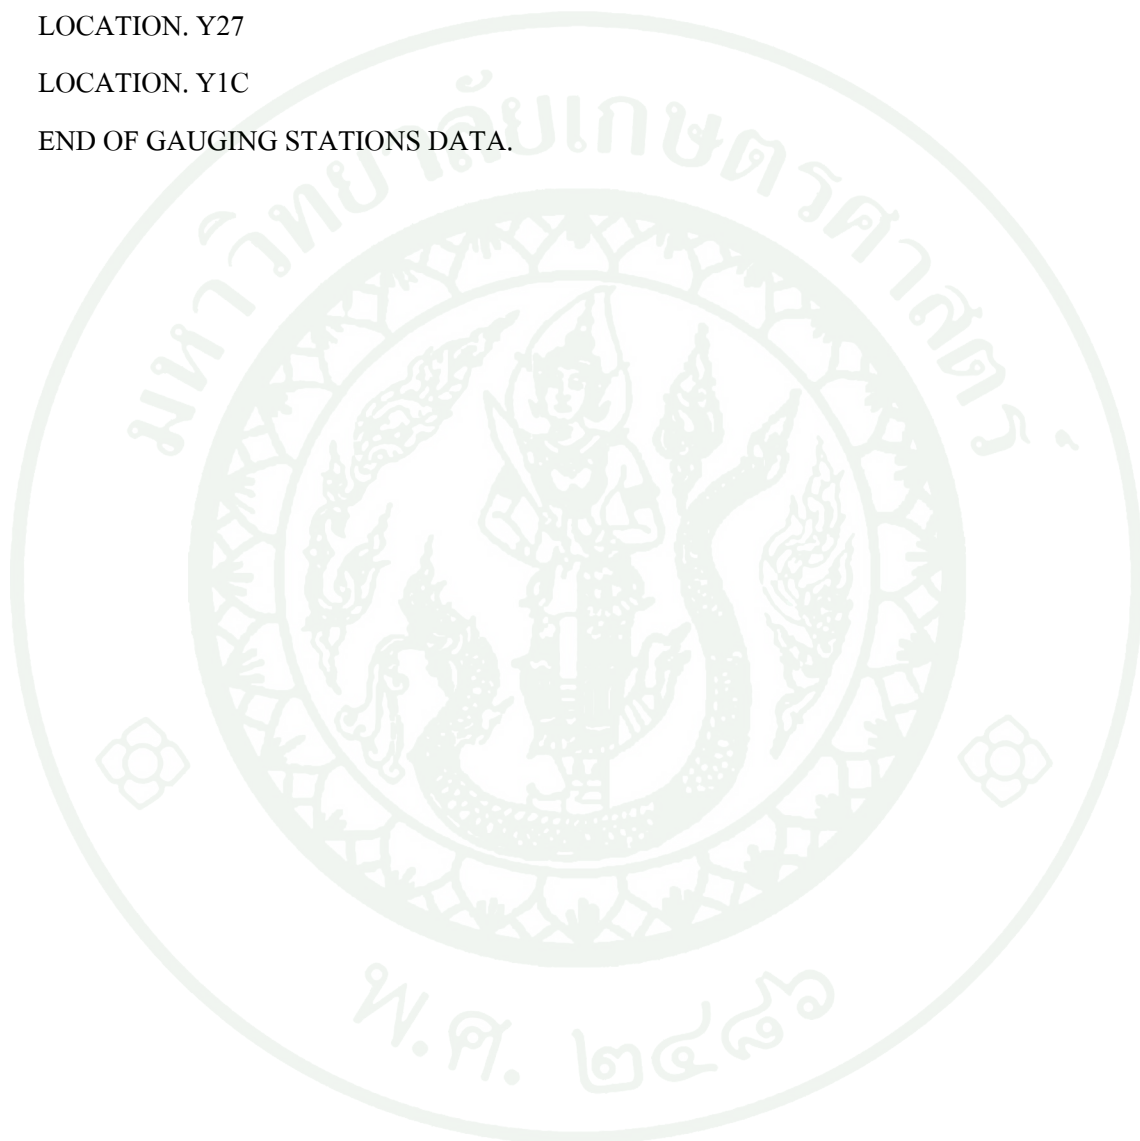 LOCATION. Y27
LOCATION. Y1C
END OF GAUGING STATIONS DATA.
มหาวิทยาลัยเกษตรศาสตร์
พ.ศ. ๒๔๘๖